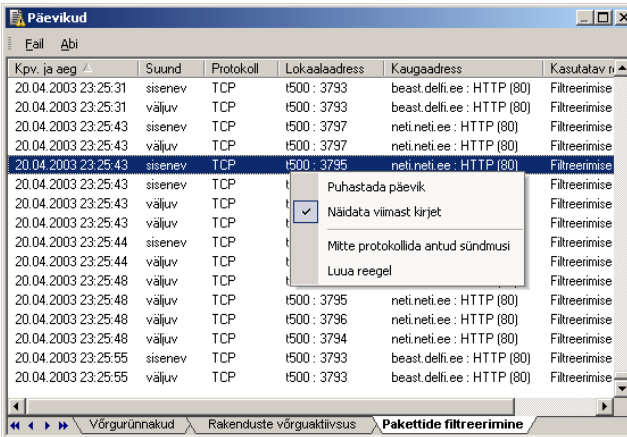 Päevikud
Fail Abi
Kpv. ja aeg Suund Protokoll Lokaalaadress Kaugaadress Kasutatav
20.04.2003 23:25:31 sisenev TCP t500 : 3793 beast.delfi.ee : HTTP (80) Filtreerimise
20.04.2003 23:25:31 väljuv TCP t500 : 3793 beast.delfi.ee : HTTP (80) Filtreerimise
20.04.2003 23:25:43 sisenev TCP t500 : 3797 neti.neti.ee : HTTP (80) Filtreerimise
20.04.2003 23:25:43 väljuv TCP t500 : 3797 neti.neti.ee : HTTP (80) Filtreerimise
20.04.2003 23:25:43 sisenev TCP t500 : 3795 neti.neti.ee : HTTP (80) Filtreerimise
20.04.2003 23:25:43 sisenev TCP Filtreerimise
20.04.2003 23:25:43 väljuv TCP Filtreerimise
20.04.2003 23:25:43 väljuv TCP Filtreerimise
20.04.2003 23:25:44 sisenev TCP Filtreerimise
20.04.2003 23:25:44 väljuv TCP Filtreerimise
20.04.2003 23:25:48 väljuv TCP Filtreerimise
20.04.2003 23:25:48 väljuv TCP t500 : 3795 neti.neti.ee : HTTP (80) Filtreerimise
20.04.2003 23:25:48 väljuv TCP t500 : 3796 neti.neti.ee : HTTP (80) Filtreerimise
20.04.2003 23:25:48 väljuv TCP t500 : 3794 neti.neti.ee : HTTP (80) Filtreerimise
20.04.2003 23:25:55 sisenev TCP t500 : 3793 beast.delfi.ee : HTTP (80) Filtreerimise
20.04.2003 23:25:55 väljuv TCP t500 : 3793 beast.delfi.ee : HTTP (80) Filtreerimise
Puhastada päevik
Näidata viimast kirjet
Mitte protokollida antud sündmusi
Luua reegel
Võrgurünnakud Rakenduste võrguaktiivsus Pakettide filtreerimine